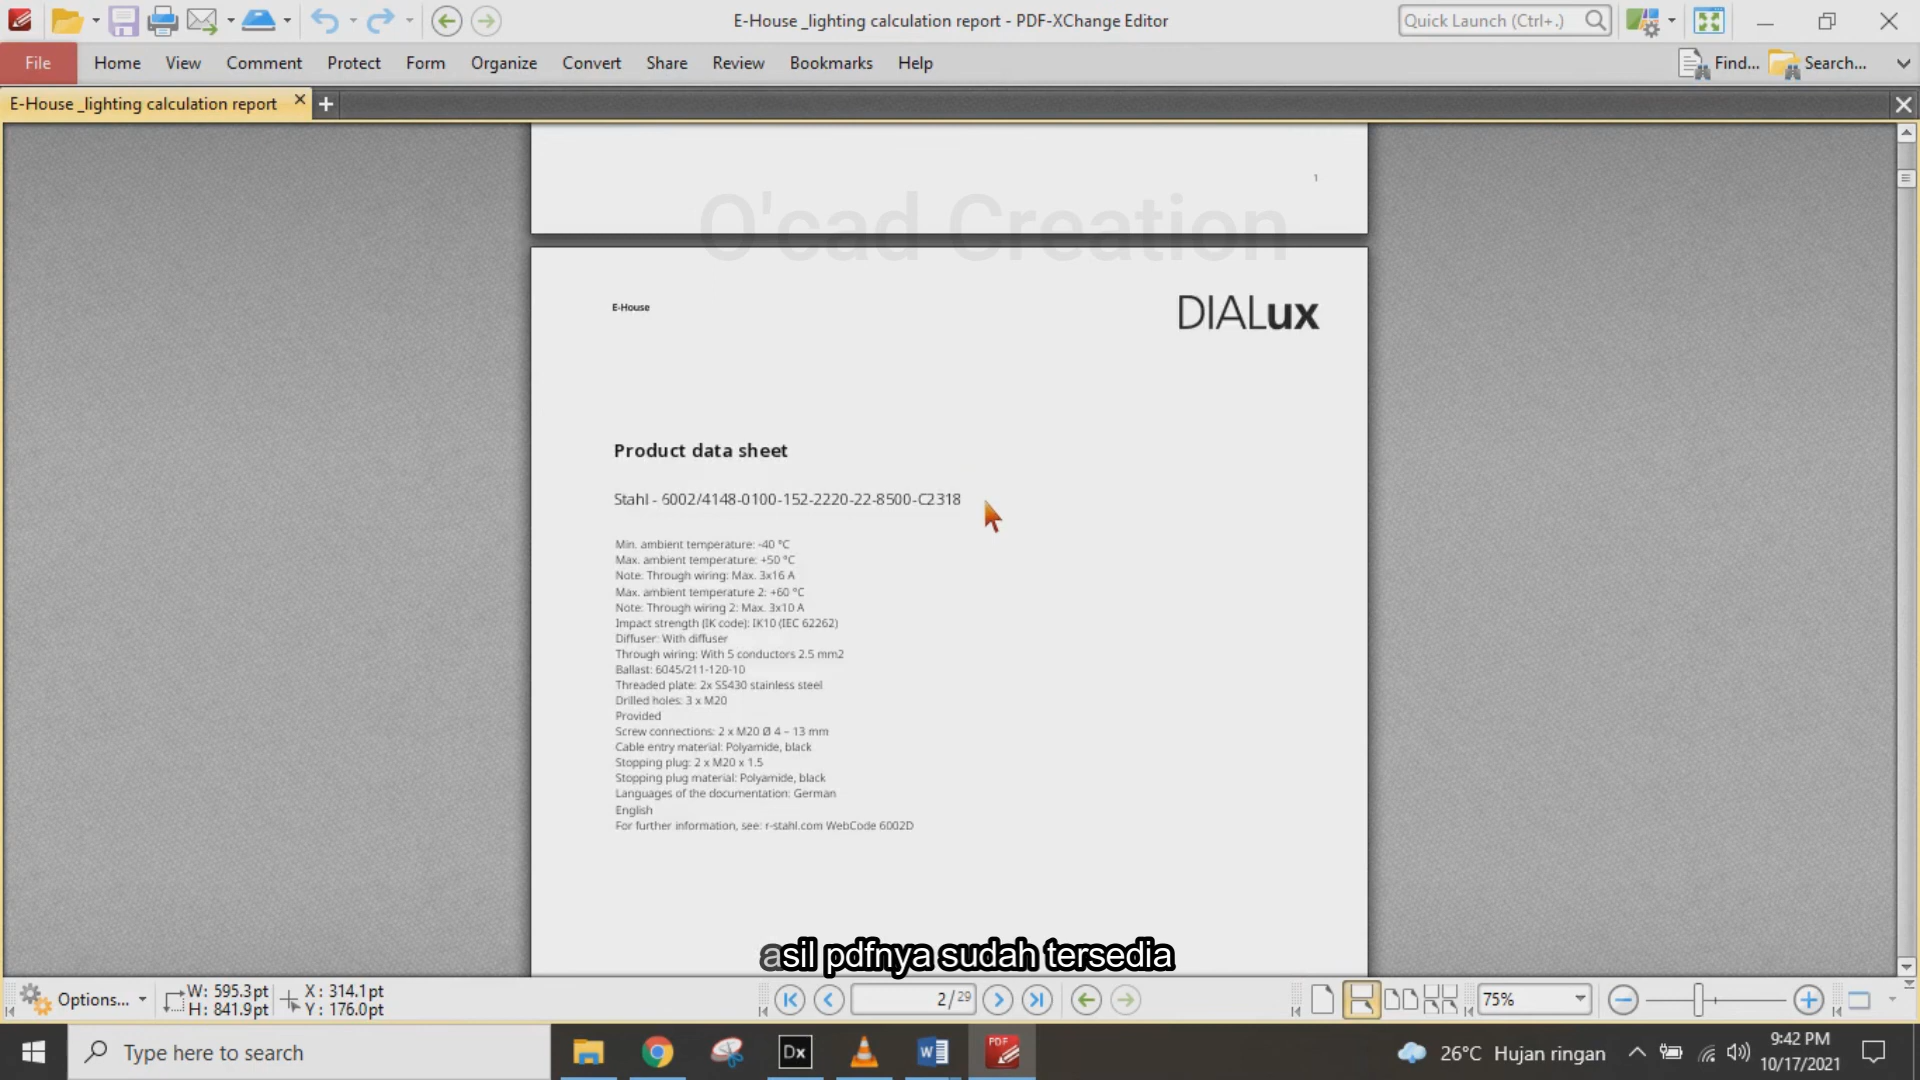 E-House _lighting calculation report - PDF-XChange Editor
Quick Launch (Ctrl+.)
File Home View Comment Protect Form Organize Convert Share Review Bookmarks Help Find... Search...
E-House _lighting calculation report
1
O'cad Creation
E-House
DIALux
Product data sheet
Stahl - 6002/4148-0100-152-2220-22-8500-C2318
Min. ambient temperature: -40 °C
Max. ambient temperature: +50 °C
Note: Through wiring: Max. 3x16 A
Max. ambient temperature 2: +60 °C
Note: Through wiring 2: Max. 3x10 A
Impact strength (IK code): IK10 (IEC 62262)
Diffuser: With diffuser
Through wiring: With 5 conductors 2.5 mm2
Ballast: 6045/211-120-10
Threaded plate: 2x SS430 stainless steel
Drilled holes: 3 x M20
Provided
Screw connections: 2 x M20 Ø 4 – 13 mm
Cable entry material: Polyamide, black
Stopping plug: 2 x M20 x 1.5
Stopping plug material: Polyamide, black
Languages of the documentation: German
English
For further information, see: r-stahl.com WebCode 6002D
asil pdfnya sudah tersedia
Options...
W: 595.3pt
H: 841.9pt
X: 314.1pt
Y: 176.0pt
2/29
75%
Type here to search
Dx
W
PDF
26°C Hujan ringan
9:42 PM
10/17/2021